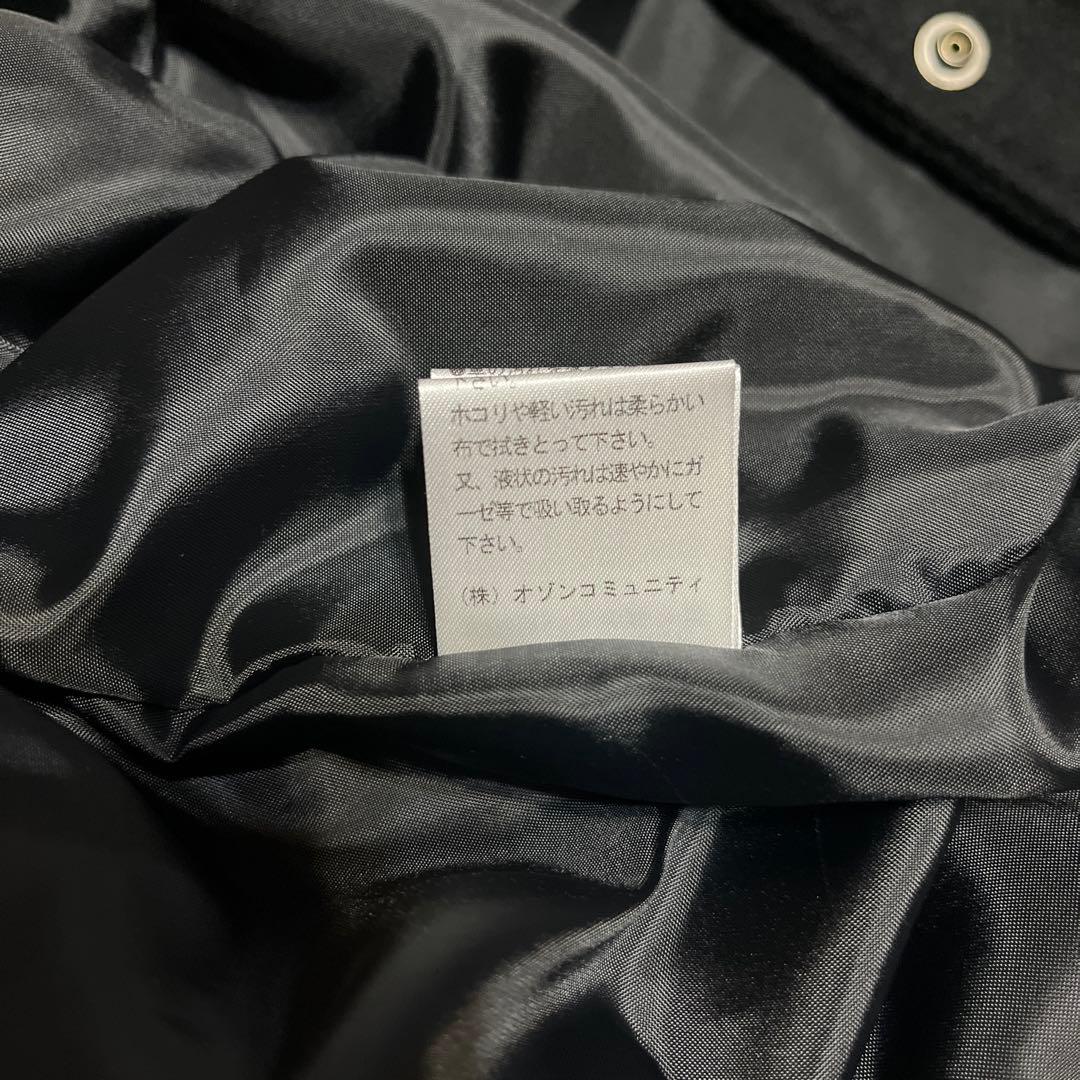 下さい。
ホコリや軽い汚れは柔らかい
布で拭きとって下さい。
又、液状の汚れは速やかにガ
ーゼ等で吸い取るようにして
下さい。
（株）オゾンコミュニティ